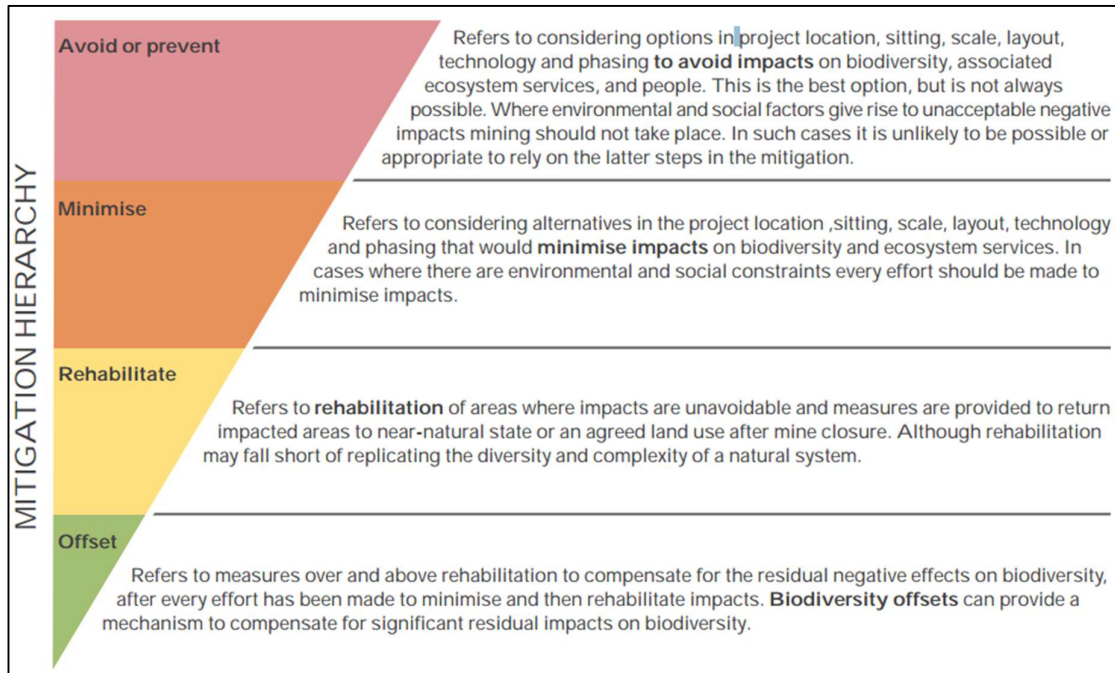 MITIGATION HIERARCHY
Avoid or prevent
Refers to considering options in project location, sitting, scale, layout,
technology and phasing to avoid impacts on biodiversity, associated
ecosystem services, and people. This is the best option, but is not always
possible. Where environmental and social factors give rise to unacceptable negative
impacts mining should not take place. In such cases it is unlikely to be possible or
appropriate to rely on the latter steps in the mitigation.
Minimise
Refers to considering alternatives in the project location ,sitting, scale, layout, technology
and phasing that would minimise impacts on biodiversity and ecosystem services. In
cases where there are environmental and social constraints every effort should be made to
minimise impacts.
Rehabilitate
Refers to rehabilitation of areas where impacts are unavoidable and measures are provided to return
impacted areas to near-natural state or an agreed land use after mine closure. Although rehabilitation
may fall short of replicating the diversity and complexity of a natural system.
Offset
Refers to measures over and above rehabilitation to compensate for the residual negative effects on biodiversity,
after every effort has been made to minimise and then rehabilitate impacts. Biodiversity offsets can provide a
mechanism to compensate for significant residual impacts on biodiversity.